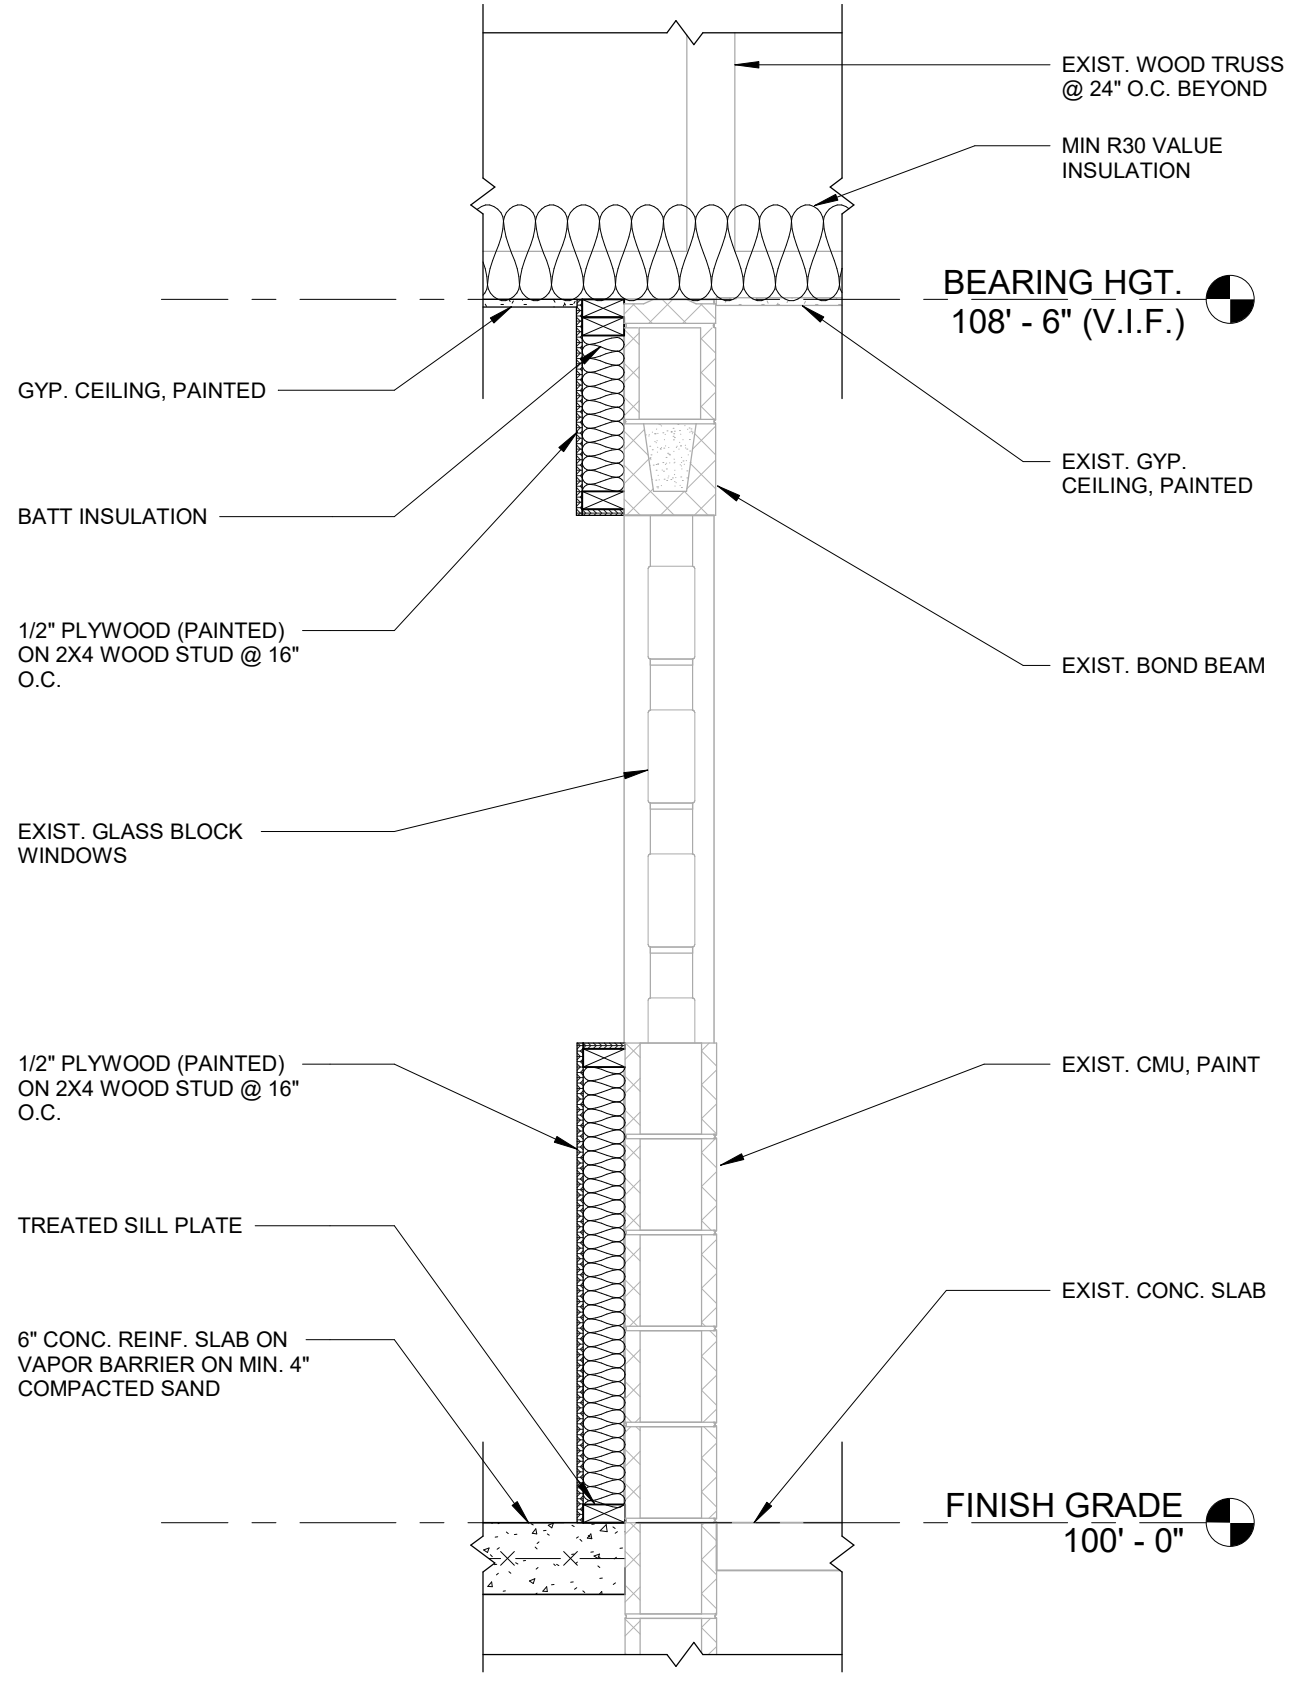 EXIST. WOOD TRUSS
@ 24" O.C. BEYOND
MIN R30 VALUE
INSULATION
BEARING HGT.
108' - 6" (V.I.F.)
GYP. CEILING, PAINTED
EXIST. GYP.
CEILING, PAINTED
BATT INSULATION
1/2" PLYWOOD (PAINTED)
ON 2X4 WOOD STUD @ 16"
O.C.
EXIST. BOND BEAM
EXIST. GLASS BLOCK
WINDOWS
1/2" PLYWOOD (PAINTED)
ON 2X4 WOOD STUD @ 16"
O.C.
EXIST. CMU, PAINT
TREATED SILL PLATE
EXIST. CONC. SLAB
6" CONC. REINF. SLAB ON
VAPOR BARRIER ON MIN. 4"
COMPACTED SAND
FINISH GRADE
100' - 0"